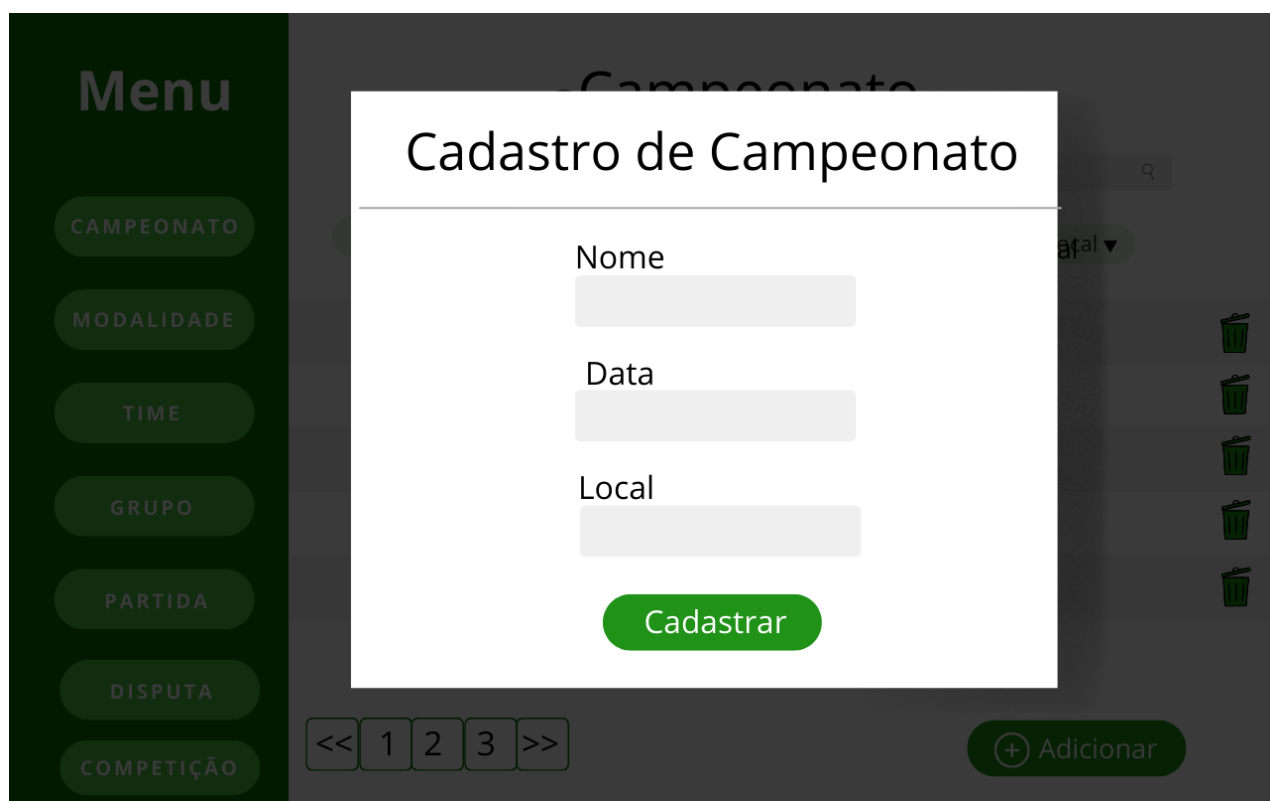 Menu
Campeonato
Cadastro de Campeonato
CAMPEONATO
MODALIDADE
TIME
GRUPO
PARTIDA
DISPUTA
COMPETIÇÃO
Nome
Data
Local
Cadastrar
<< 1 2 3 >>
Adicionar